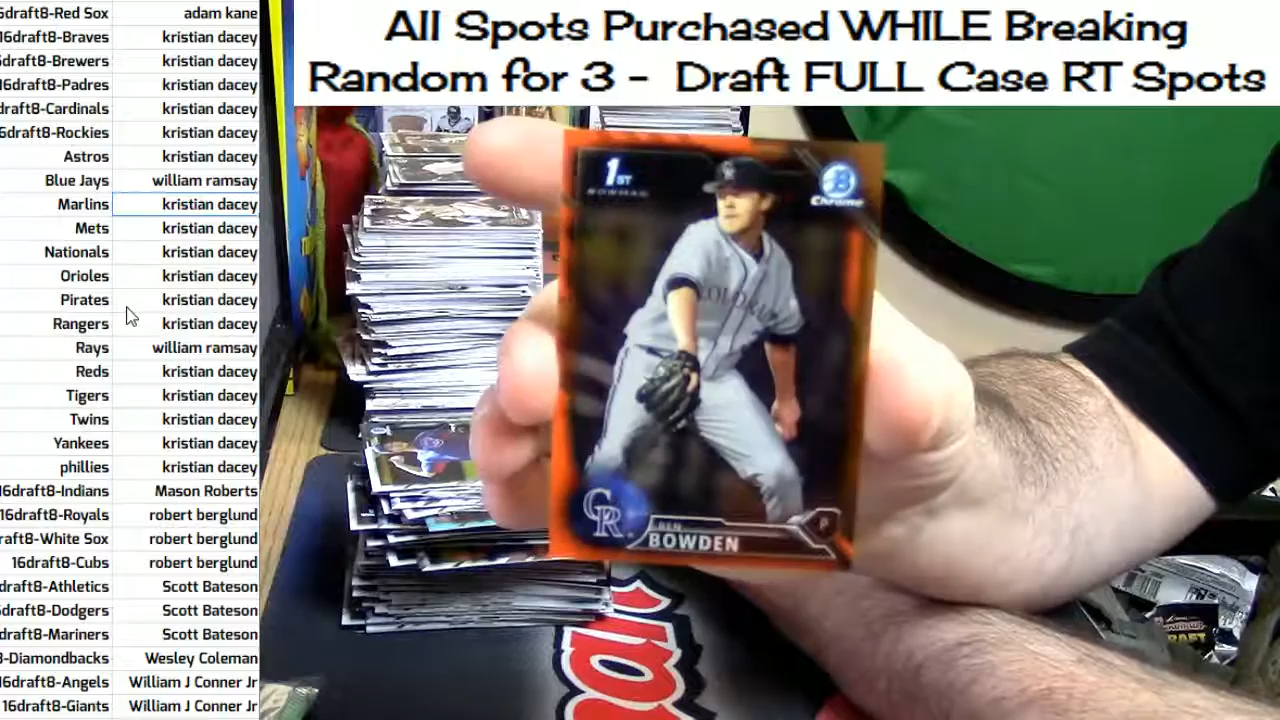 All Spots Purchased WHILE Breaking
Random for 3 - Draft FULL Case RT Spots
6draft8-Red Sox adam kane
16draft8-Braves kristian dacey
draft8-Brewers kristian dacey
16draft8-Padres kristian dacey
draft8-Cardinals kristian dacey
6draft8-Rockies kristian dacey
Astros kristian dacey
Blue Jays william ramsay
Marlins kristian dacey
Mets kristian dacey
Nationals kristian dacey
Orioles kristian dacey
Pirates kristian dacey
Rangers kristian dacey
Rays william ramsay
Reds kristian dacey
Tigers kristian dacey
Twins kristian dacey
Yankees kristian dacey
phillies kristian dacey
16draft8-Indians Mason Roberts
16draft8-Royals robert berglund
raft8-White Sox robert berglund
16draft8-Cubs robert berglund
draft8-Athletics Scott Bateson
6draft8-Dodgers Scott Bateson
draft8-Mariners Scott Bateson
8-Diamondbacks Wesley Coleman
16draft8-Angels William J Conner Jr
16draft8-Giants William J Conner Jr
1ST
BOWMAN
B
Chrome
COLORADO
CR
BEN
BOWDEN
P
DRAFT